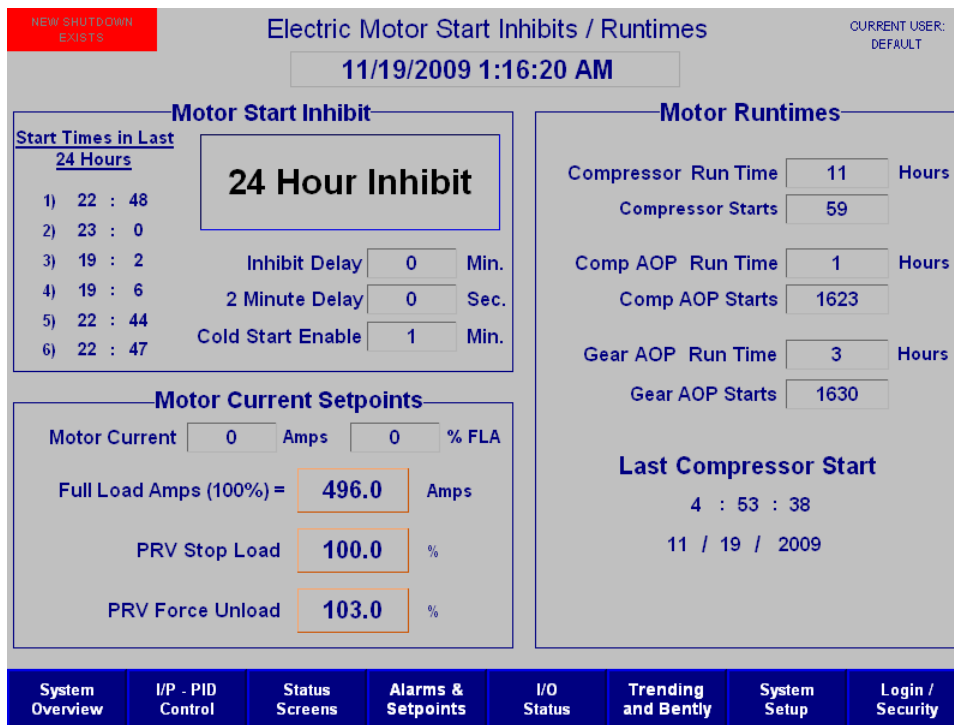 NEW SHUTDOWN
EXISTS
Electric Motor Start Inhibits / Runtimes
CURRENT USER:
DEFAULT
11/19/2009 1:16:20 AM
Motor Start Inhibit
Start Times in Last
24 Hours
1) 22 : 48
2) 23 : 0
3) 19 : 2
4) 19 : 6
5) 22 : 44
6) 22 : 47
24 Hour Inhibit
Inhibit Delay 0 Min.
2 Minute Delay 0 Sec.
Cold Start Enable 1 Min.
Motor Current Setpoints
Motor Current 0 Amps 0 % FLA
Full Load Amps (100%) = 496.0 Amps
PRV Stop Load 100.0 %
PRV Force Unload 103.0 %
Motor Runtimes
Compressor Run Time 11 Hours
Compressor Starts 59
Comp AOP Run Time 1 Hours
Comp AOP Starts 1623
Gear AOP Run Time 3 Hours
Gear AOP Starts 1630
Last Compressor Start
4 : 53 : 38
11 / 19 / 2009
System
Overview
I/P - PID
Control
Status
Screens
Alarms &
Setpoints
I/O
Status
Trending
and Bently
System
Setup
Login /
Security